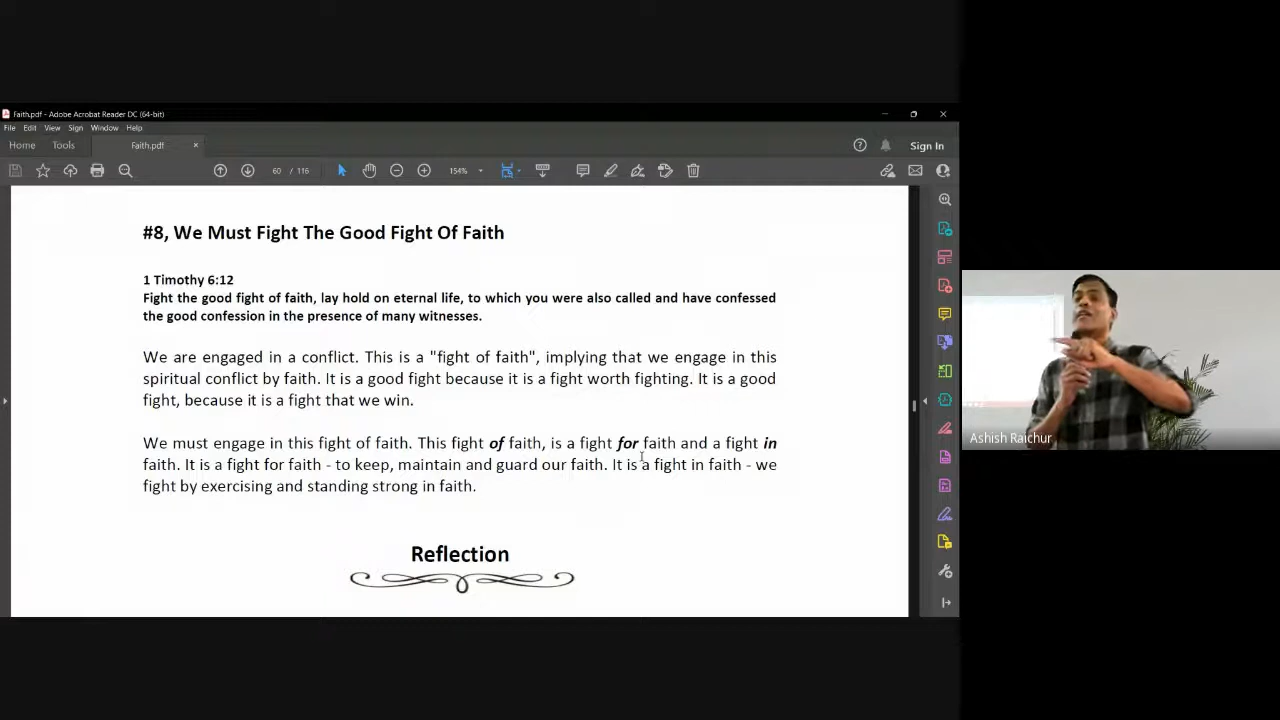 Faith.pdf - Adobe Acrobat Reader DC (64-bit)
File Edit View Sign Window Help
Home Tools Faith.pdf × Sign In
60 / 116 154%
#8, We Must Fight The Good Fight Of Faith
1 Timothy 6:12
Fight the good fight of faith, lay hold on eternal life, to which you were also called and have confessed
the good confession in the presence of many witnesses.
We are engaged in a conflict. This is a "fight of faith", implying that we engage in this
spiritual conflict by faith. It is a good fight because it is a fight worth fighting. It is a good
fight, because it is a fight that we win.
We must engage in this fight of faith. This fight of faith, is a fight for faith and a fight in
faith. It is a fight for faith - to keep, maintain and guard our faith. It is a fight in faith - we
fight by exercising and standing strong in faith.
Reflection
Ashish Raichur